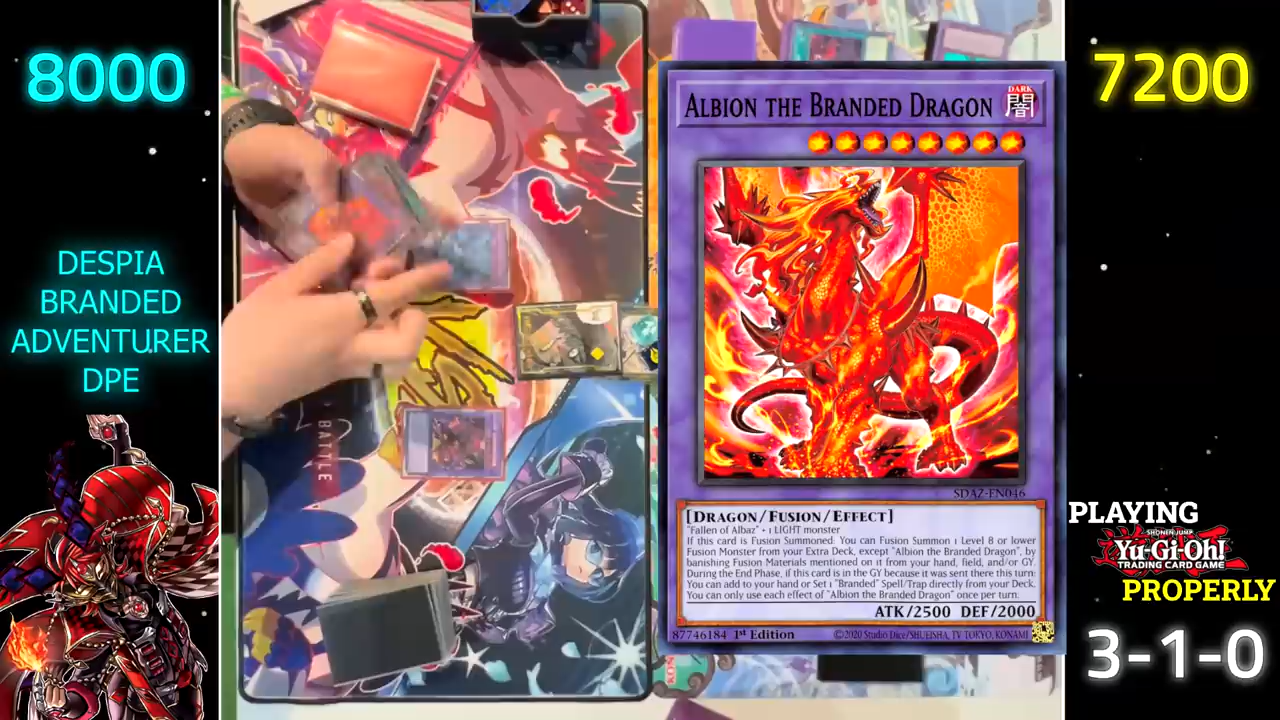 8000
7200
DESPIA
BRANDED
ADVENTURER
DPE
BATTLE
ALBION THE BRANDED DRAGON
DARK
闇
SDAZ-EN046
[DRAGON/FUSION/EFFECT]
"Fallen of Albaz" + 1 LIGHT monster
If this card is Fusion Summoned: You can Fusion Summon 1 Level 8 or lower
Fusion Monster from your Extra Deck, except "Albion the Branded Dragon", by
banishing Fusion Materials mentioned on it from your hand, field, and/or GY.
During the End Phase, if this card is in the GY because it was sent there this turn:
You can add to your hand or Set 1 "Branded" Spell/Trap directly from your Deck.
You can only use each effect of "Albion the Branded Dragon" once per turn.
ATK/2500 DEF/2000
87746184 1st Edition
©2020 Studio Dice/SHUEISHA, TV TOKYO, KONAMI
PLAYING
SHONEN JUMP
Yu-Gi-Oh!
TRADING CARD GAME
PROPERLY
3-1-0